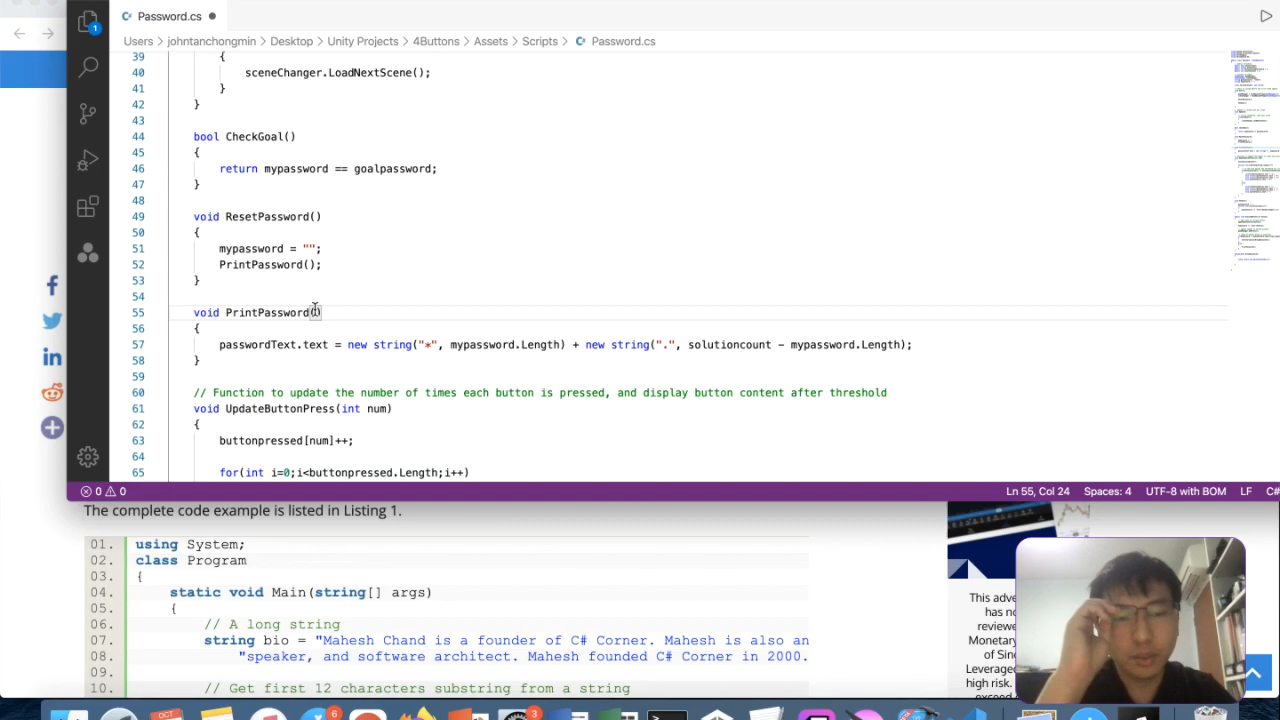 Password.cs
1
Users > johntanchongmin > Desktop > Unity Projects > 4Buttons > Assets > Scripts > Password.cs
39 {
40 sceneChanger.LoadNextScene();
41 }
42 }
43
44 bool CheckGoal()
45 {
46 return mypassword == goalpassword;
47 }
48
49 void ResetPassword()
50 {
51 mypassword = "";
52 PrintPassword();
53 }
54
55 void PrintPassword()
56 {
57 passwordText.text = new string("*", mypassword.Length) + new string(".", solutioncount - mypassword.Length);
58 }
59
60 // Function to update the number of times each button is pressed, and display button content after threshold
61 void UpdateButtonPress(int num)
62 {
63 buttonpressed[num]++;
64
65 for(int i=0;i<buttonpressed.Length;i++)
0 0 Ln 55, Col 24 Spaces: 4 UTF-8 with BOM LF C#
The complete code example is listed in Listing 1.
01. using System;
02. class Program
03. {
04. static void Main(string[] args)
05. {
06. // A long string
07. string bio = "Mahesh Chand is a founder of C# Corner. Mahesh is also an
08. "speaker, and software architect. Mahesh founded C# Corner in 2000.
09.
10. // Get first 12 characters substring from a string
This adve
has no
reviewe
Monetary
of Sin
Leverage
high risk.
exceed
OCT
3